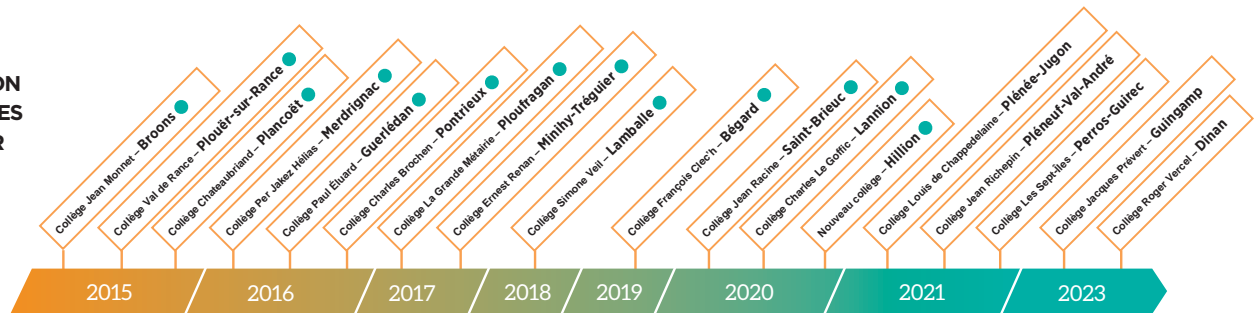 ON
ES
R
Collège Jean Monnet – Broons
Collège Val de Rance – Plouër-sur-Rance
Collège Chateaubriand – Plancoët
Collège Per Jakez Hélias – Merdrignac
Collège Paul Éluard – Guerlédan
Collège Charles Brochen – Pontrieux
Collège La Grande Métairie – Ploufragan
Collège Ernest Renan – Minihy-Tréguier
Collège Simone Veil – Lamballe
Collège François Clec'h – Bégard
Collège Jean Racine – Saint-Brieuc
Collège Charles Le Goffic – Lannion
Nouveau collège – Hillion
Collège Louis de Chappedelaine – Plénée-Jugon
Collège Jean Richepin – Pléneuf-Val-André
Collège Les Sept-Îles – Perros-Guirec
Collège Jacques Prévert – Guingamp
Collège Roger Vercel – Dinan
2015
2016
2017
2018
2019
2020
2021
2023